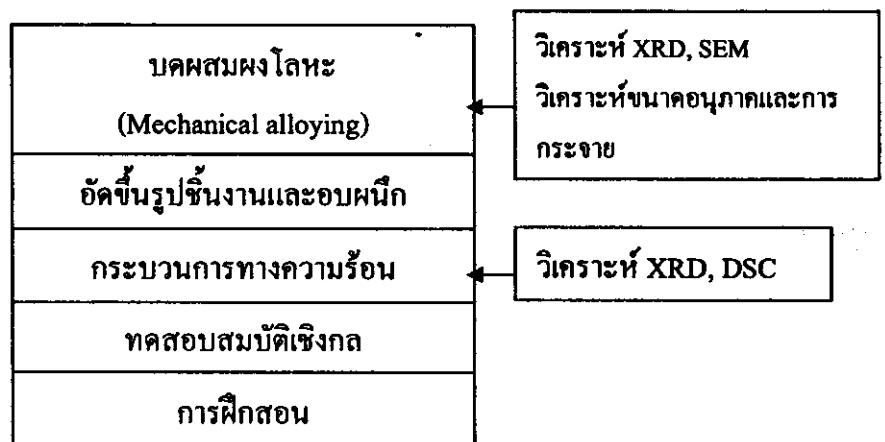 บดผสมผงโลหะ
(Mechanical alloying)
อัดขึ้นรูปชิ้นงานและอบผนึก
กระบวนการทางความร้อน
ทดสอบสมบัติเชิงกล
การฝึกสอน
วิเคราะห์ XRD, SEM
วิเคราะห์ขนาดอนุภาคและการ
กระจาย
วิเคราะห์ XRD, DSC